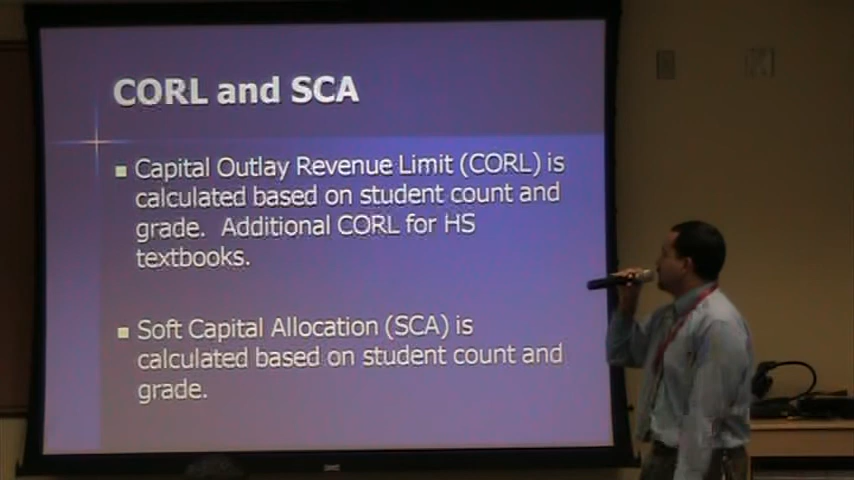 CORL and SCA
Capital Outlay Revenue Limit (CORL) is
calculated based on student count and
grade. Additional CORL for HS
textbooks.
Soft Capital Allocation (SCA) is
calculated based on student count and
grade.